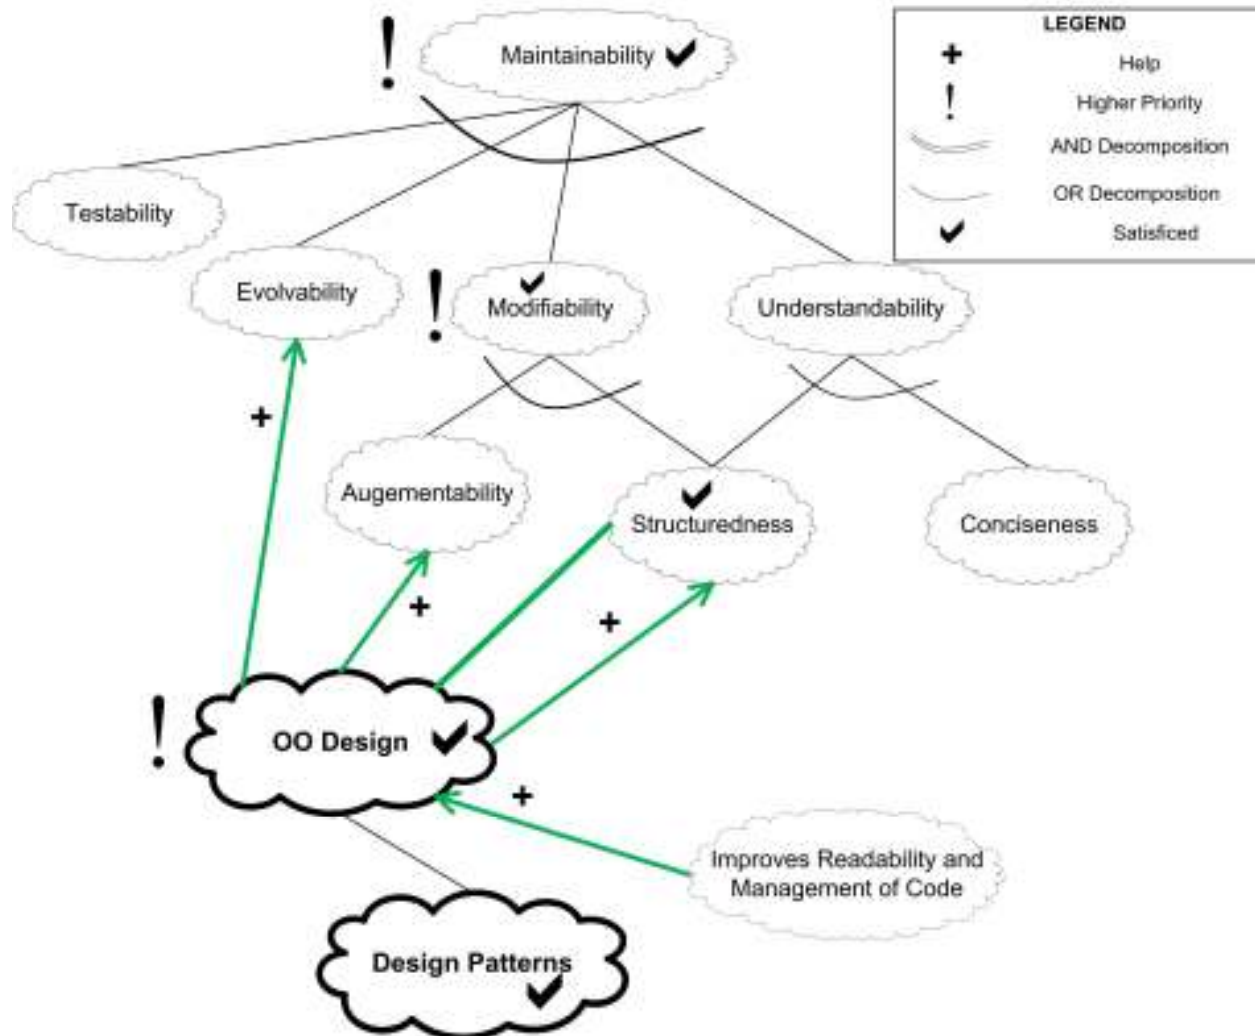 !
Maintainability
LEGEND
+ Help
! Higher Priority
AND Decomposition
OR Decomposition
Satisficed
Testability
Evolvability
!
Modifiability
Understandability
+
Augementability
Structuredness
Conciseness
+
+
!
OO Design
+
Improves Readability and
Management of Code
Design Patterns